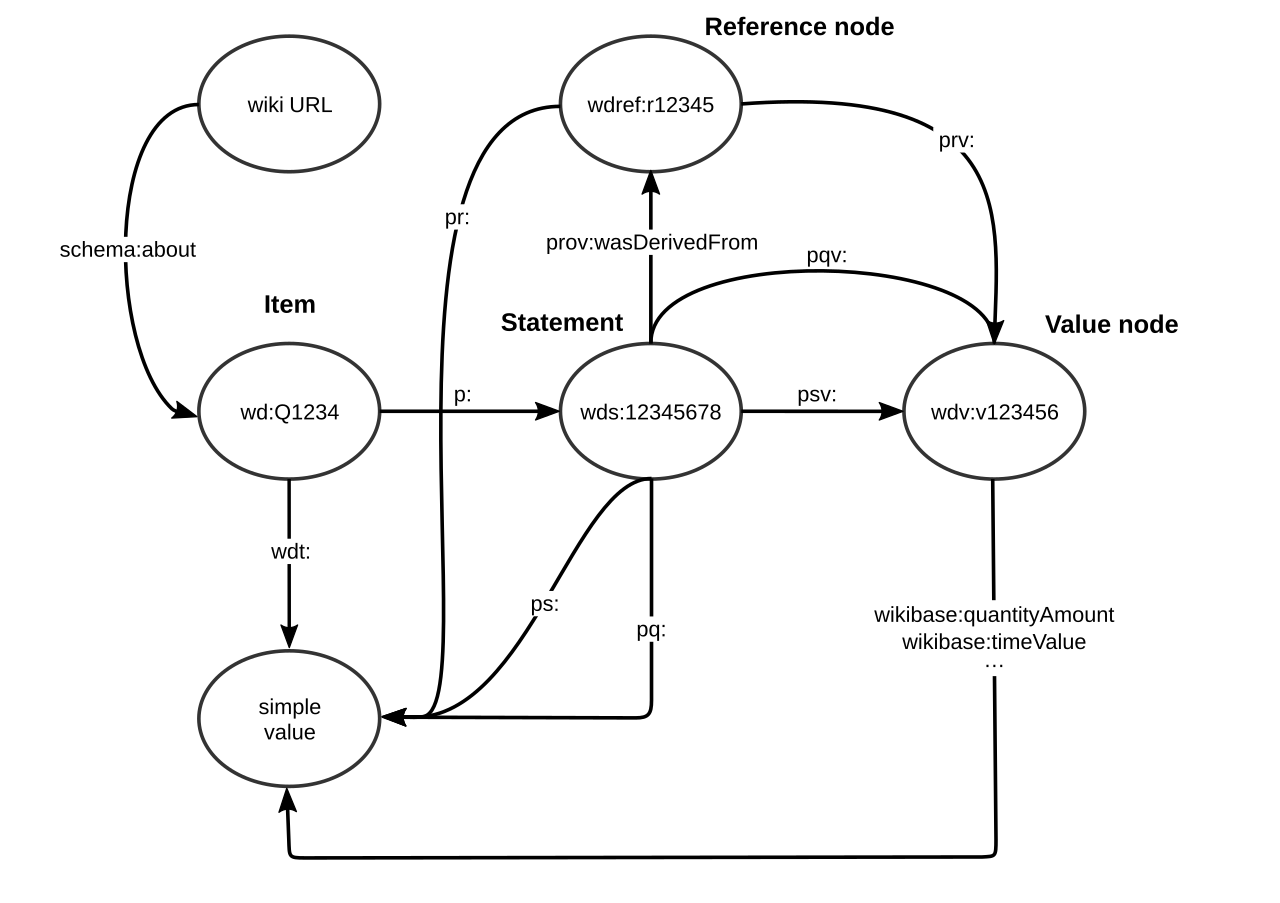 Reference node
wiki URL
wdref:r12345
prv:
pr:
prov:wasDerivedFrom
schema:about
pqv:
Item
Statement
Value node
p:
psv:
wd:Q1234
wds:12345678
wdv:v123456
wdt:
ps:
pq:
wikibase:quantityAmount
wikibase:timeValue
...
simple
value